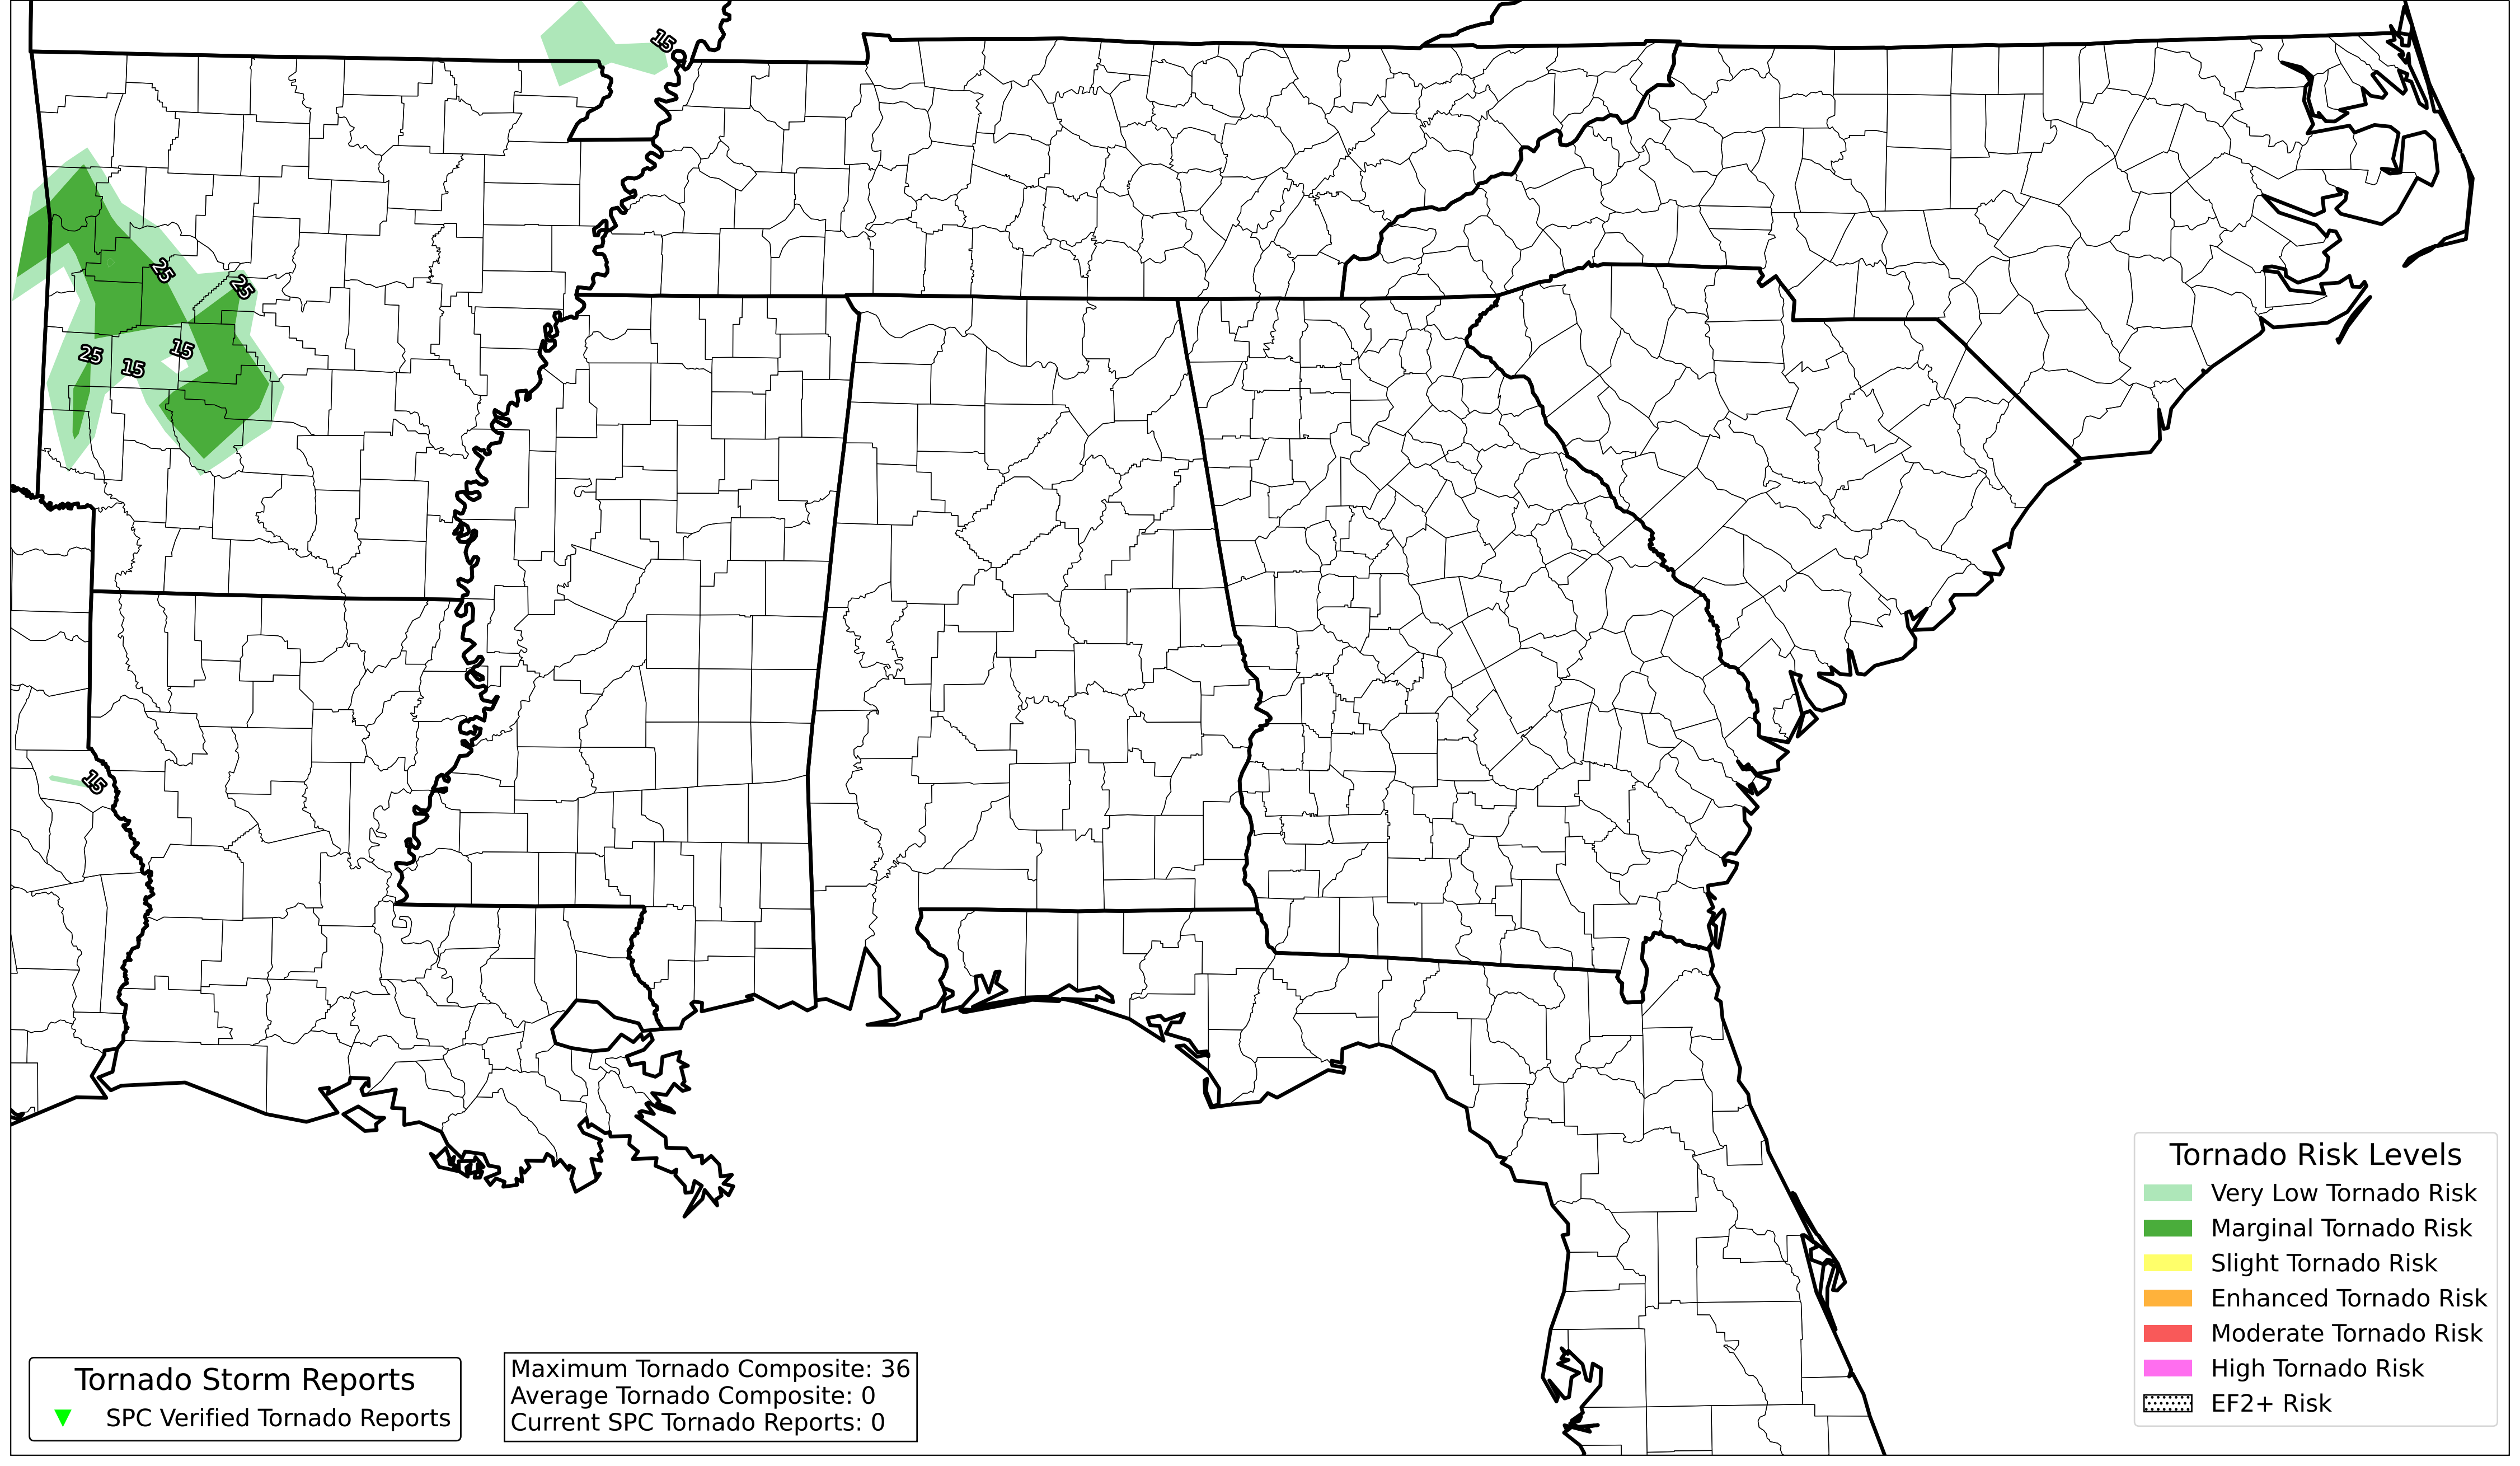 15
25
25
25
15
15
15
Tornado Risk Levels
Very Low Tornado Risk
Marginal Tornado Risk
Slight Tornado Risk
Enhanced Tornado Risk
Moderate Tornado Risk
High Tornado Risk
EF2+ Risk
Tornado Storm Reports
SPC Verified Tornado Reports
Maximum Tornado Composite: 36
Average Tornado Composite: 0
Current SPC Tornado Reports: 0